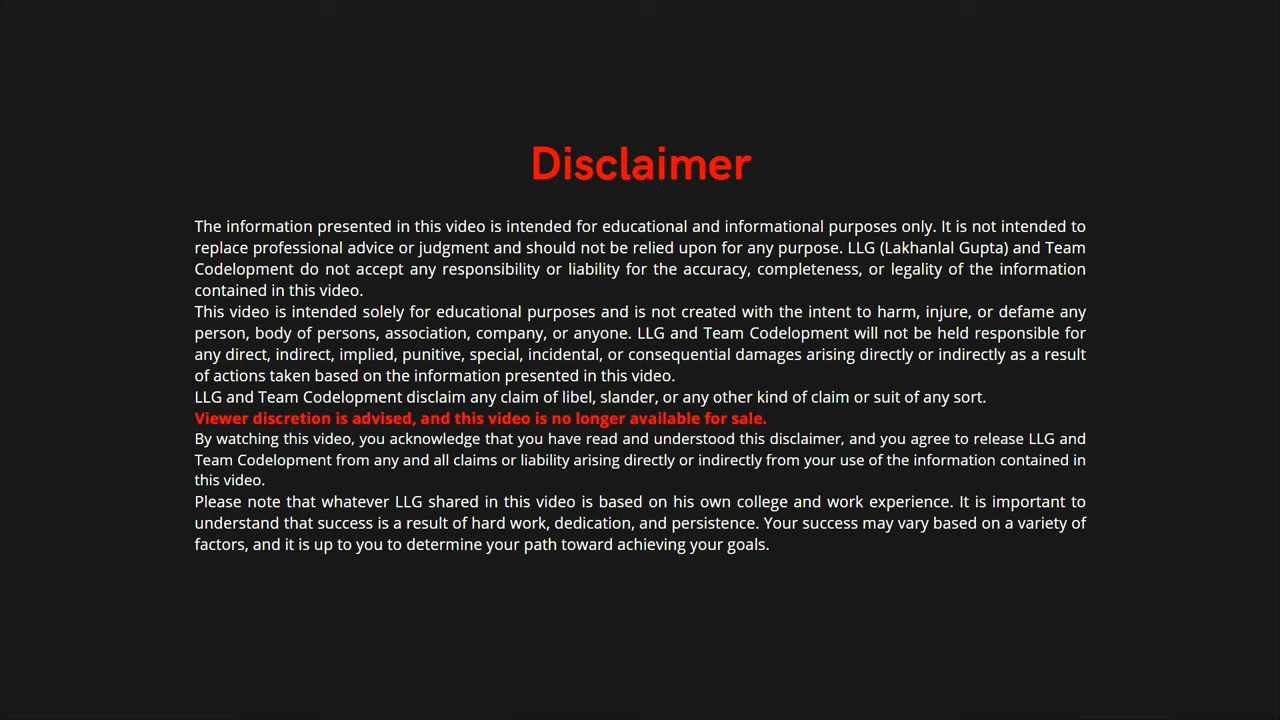 Disclaimer
The information presented in this video is intended for educational and informational purposes only. It is not intended to
replace professional advice or judgment and should not be relied upon for any purpose. LLG (Lakhanlal Gupta) and Team
Codelopment do not accept any responsibility or liability for the accuracy, completeness, or legality of the information
contained in this video.
This video is intended solely for educational purposes and is not created with the intent to harm, injure, or defame any
person, body of persons, association, company, or anyone. LLG and Team Codelopment will not be held responsible for
any direct, indirect, implied, punitive, special, incidental, or consequential damages arising directly or indirectly as a result
of actions taken based on the information presented in this video.
LLG and Team Codelopment disclaim any claim of libel, slander, or any other kind of claim or suit of any sort.
Viewer discretion is advised, and this video is no longer available for sale.
By watching this video, you acknowledge that you have read and understood this disclaimer, and you agree to release LLG and
Team Codelopment from any and all claims or liability arising directly or indirectly from your use of the information contained in
this video.
Please note that whatever LLG shared in this video is based on his own college and work experience. It is important to
understand that success is a result of hard work, dedication, and persistence. Your success may vary based on a variety of
factors, and it is up to you to determine your path toward achieving your goals.